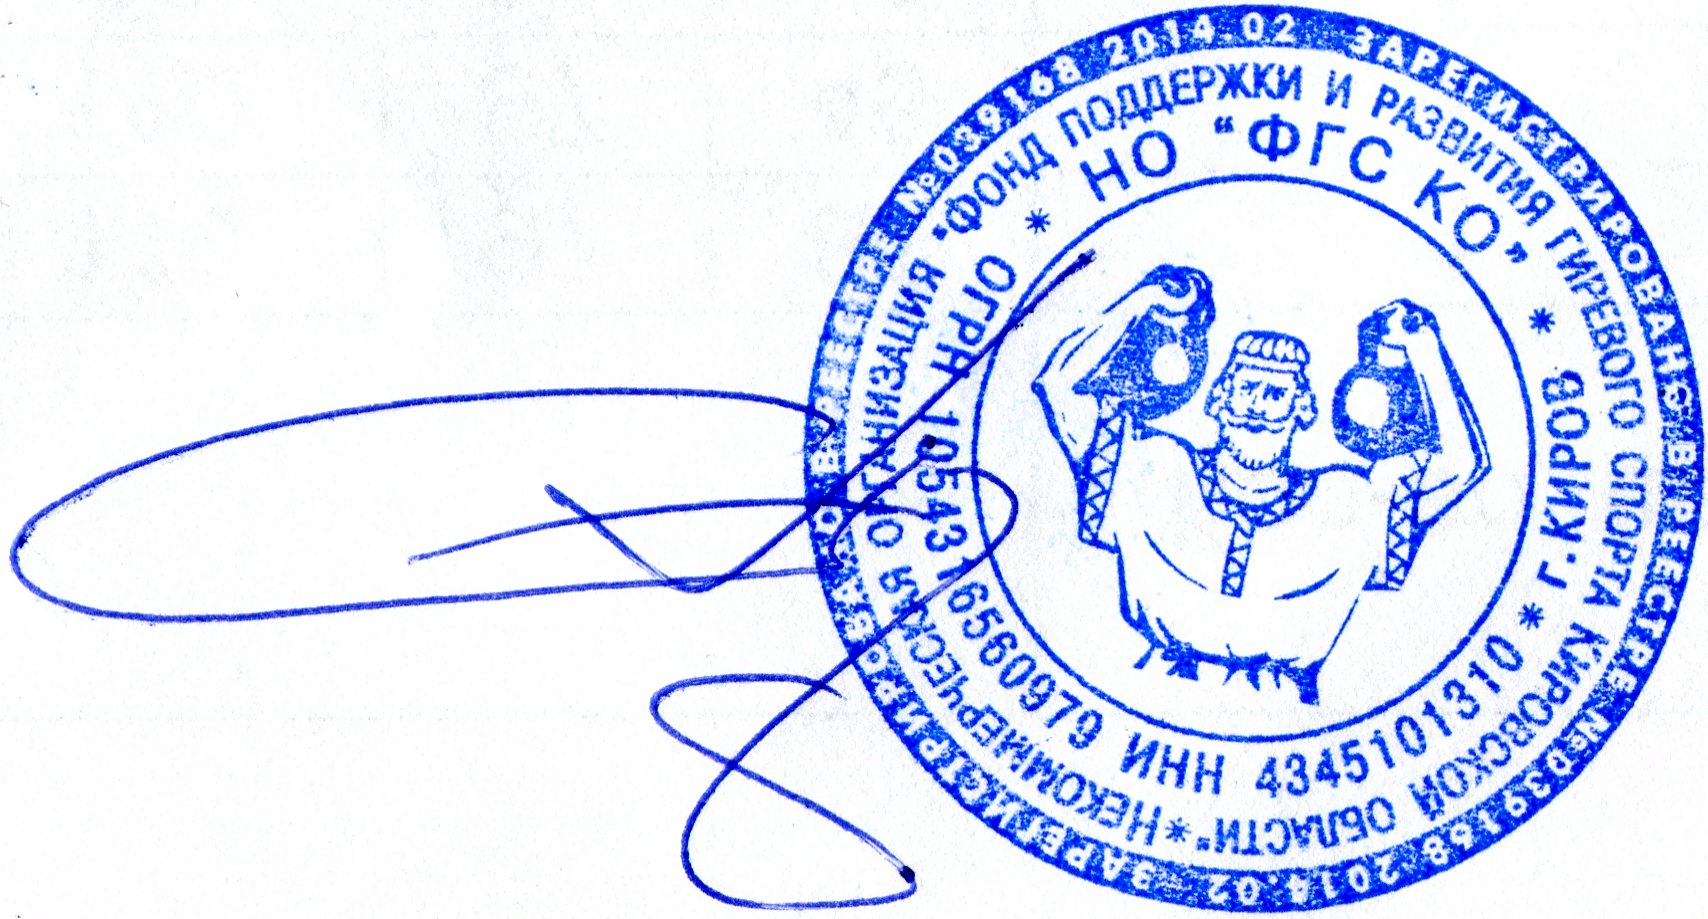 ЗАРЕГИСТРИРОВАНО В РЕЕСТРЕ №039168 2014.02 ЗАРЕГИСТРИРОВАНО В РЕЕСТРЕ №039168 2014.02
*НЕКОММЕРЧЕСКАЯ ОРГАНИЗАЦИЯ "ФОНД ПОДДЕРЖКИ И РАЗВИТИЯ ГИРЕВОГО СПОРТА КИРОВСКОЙ ОБЛАСТИ"
* НО "ФГС КО" * г.КИРОВ *
ОГРН 1054316560979 ИНН 4345101310